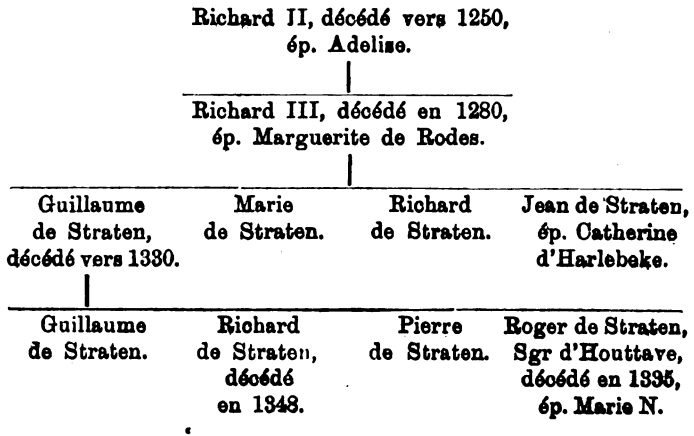 Richard II, décédé vers 1250,
ép. Adelise.
Richard III, décédé en 1280,
ép. Marguerite de Rodes.
Guillaume
de Straten,
décédé vers 1330.
Marie
de Straten.
Richard
de Straten.
Jean de Straten,
ép. Catherine
d'Harlebeke.
Guillaume
de Straten.
Richard
de Straten,
décédé
en 1348.
Pierre
de Straten.
Roger de Straten,
Sgr d'Houttave,
décédé en 1395,
ép. Marie N.